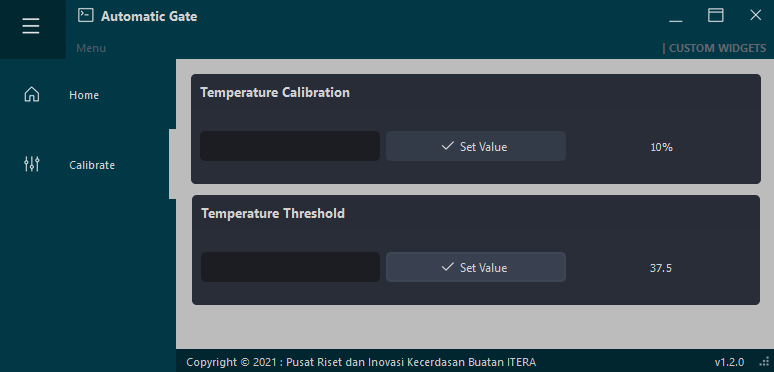 Automatic Gate
Menu
| CUSTOM WIDGETS
Home
Calibrate
Temperature Calibration
Set Value
10%
Temperature Threshold
Set Value
37.5
Copyright © 2021 : Pusat Riset dan Inovasi Kecerdasan Buatan ITERA
v1.2.0